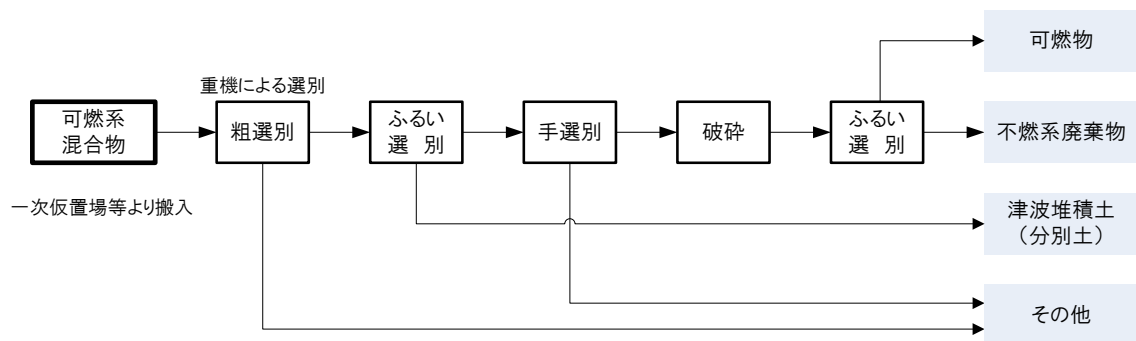 可燃物
重機による選別
可燃系
混合物
粗選別
ふるい
選　別
手選別
破砕
ふるい
選　別
不燃系廃棄物
一次仮置場等より搬入
津波堆積土
（分別土）
その他